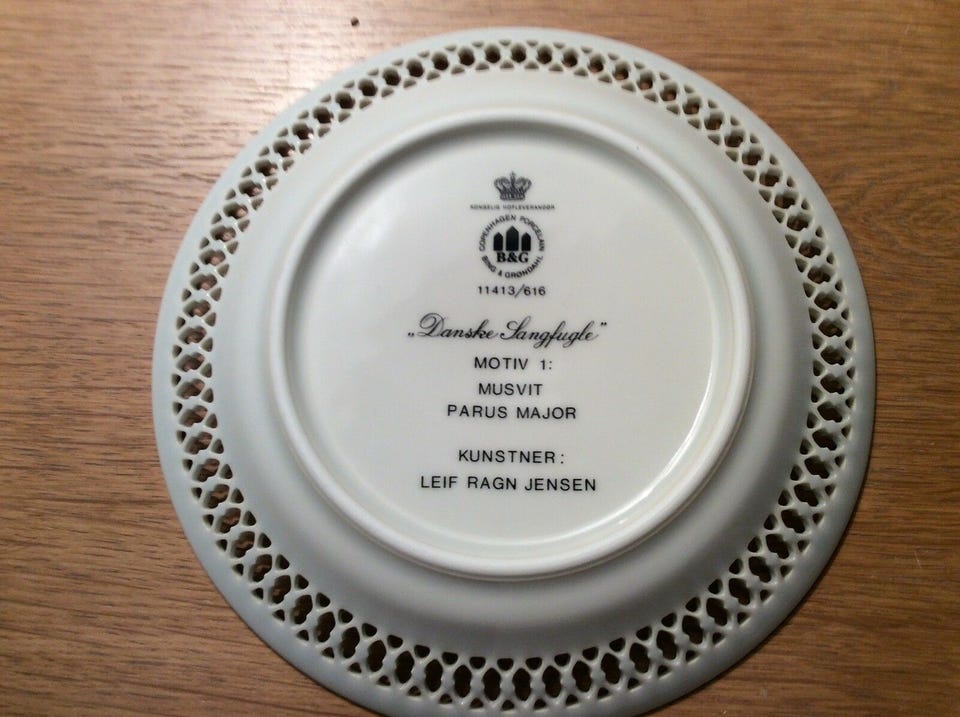 KONGELIG HOFLEVERANDØR
COPENHAGEN PORCELAIN
B&G
BING & GRØNDAHL
11413/616
„Danske Sangfugle”
MOTIV 1:
MUSVIT
PARUS MAJOR
KUNSTNER:
LEIF RAGN JENSEN